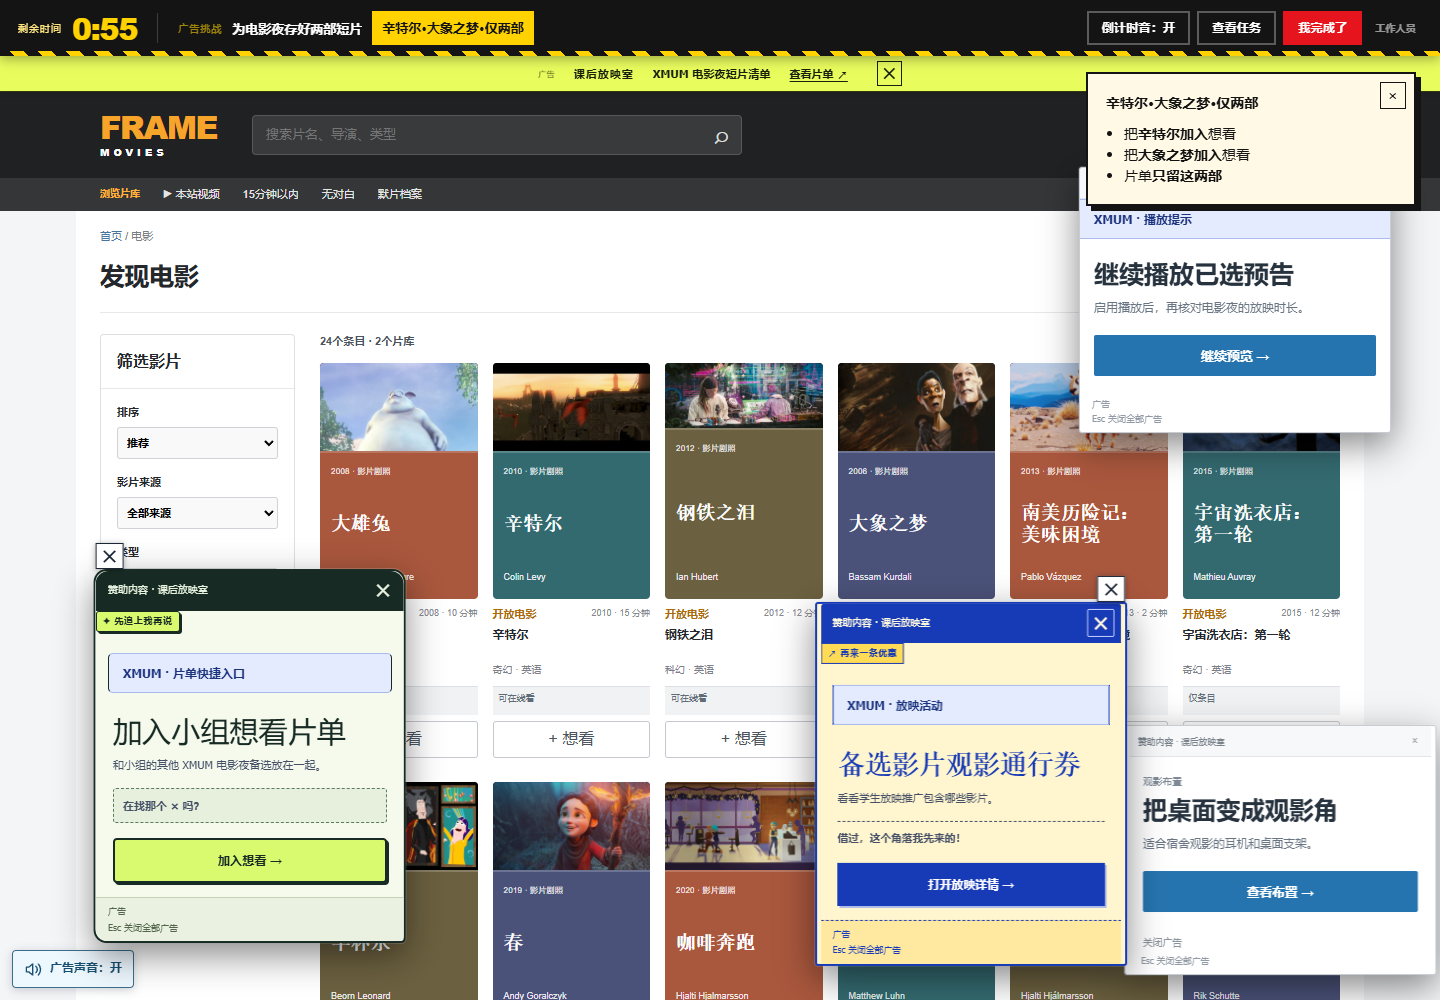 剩余时间 0:55 广告挑战 为电影夜存好两部短片 辛特尔·大象之梦·仅两部 倒计时音：开 查看任务 我完成了 工作人员
广告 课后放映室 XMUM 电影夜短片清单 查看片单 ↗ ×
辛特尔·大象之梦·仅两部 ×
• 把辛特尔加入想看
• 把大象之梦加入想看
• 片单只留这两部
FRAME
MOVIES
搜索片名、导演、类型
浏览片库 ▶ 本站视频 15分钟以内 无对白 默片档案
首页 / 电影
发现电影
XMUM · 播放提示
继续播放已选预告
启用播放后，再核对电影夜的放映时长。
继续预览 →
广告
Esc 关闭全部广告
筛选影片
排序
推荐
影片来源
全部来源
类型
24个条目 · 2个片库
2008 · 影片剧照
大雄兔
2008 · 10 分钟
2010 · 影片剧照
辛特尔
Colin Levy
开放电影 2010 · 15 分钟
辛特尔
奇幻 · 英语
可在线看
+ 想看
2012 · 影片剧照
钢铁之泪
Ian Hubert
开放电影 2012 · 12 分钟
钢铁之泪
科幻 · 英语
可在线看
+ 想看
2006 · 影片剧照
大象之梦
Bassam Kurdali
2013 · 影片剧照
南美历险记：
美味困境
Pablo Vázquez
3 · 2 分钟
2015 · 影片剧照
宇宙洗衣店：
第一轮
Mathieu Auvray
开放电影 2015 · 12 分钟
宇宙洗衣店：第一轮
奇幻 · 英语
仅条目
看
×
赞助内容 · 课后放映室 ×
✦ 先追上我再说
XMUM · 片单快捷入口
加入小组想看片单
和小组的其他 XMUM 电影夜备选放在一起。
在找那个 × 吗？
加入想看 →
广告
Esc 关闭全部广告
×
赞助内容 · 课后放映室 ×
↗ 再来一条优惠
XMUM · 放映活动
备选影片观影通行券
看看学生放映推广包含哪些影片。
借过，这个角落我先来的！
打开放映详情 →
广告
Esc 关闭全部广告
赞助内容 · 课后放映室 ×
观影布置
把桌面变成观影角
适合宿舍观影的耳机和桌面支架。
查看布置 →
关闭广告
Esc 关闭全部广告
Beorn Leonard
2019 · 影片剧照
春
Andy Goralczyk
2020 · 影片剧照
咖啡奔跑
Hjalti Hjalmarsson
Matthew Luhn
Hjalti Hjálmarsson
Rik Schutte
广告声音：开